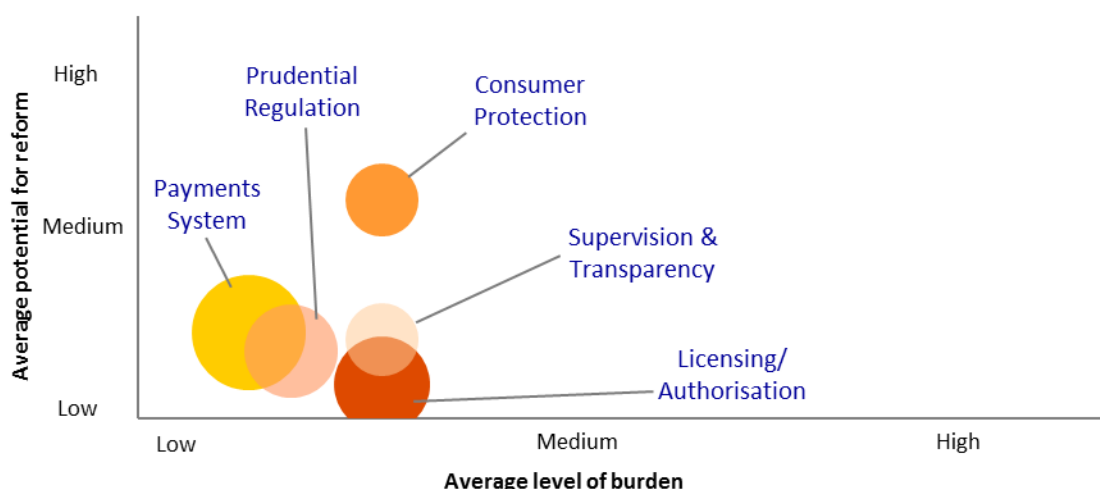 High
Prudential
Regulation
Consumer
Protection
Payments
System
Medium
Supervision &
Transparency
Licensing/
Authorisation
Low
Average potential for reform
Low
Medium
High
Average level of burden